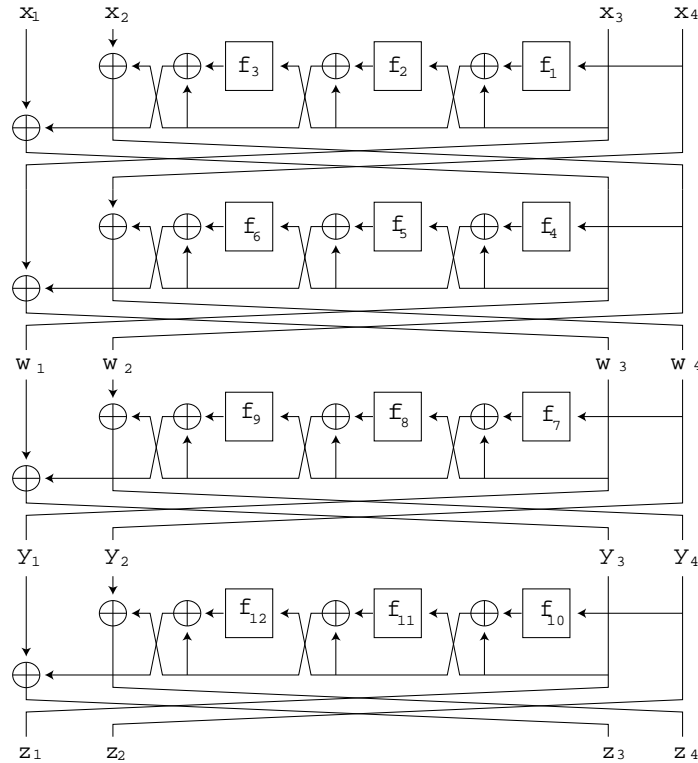 x₁ x₂ x₃ x₄
f₃ f₂ f₁
f₆ f₅ f₄
w₁ w₂ w₃ w₄
f₉ f₈ f₇
y₁ y₂ y₃ y₄
f₁₂ f₁₁ f₁₀
z₁ z₂ z₃ z₄